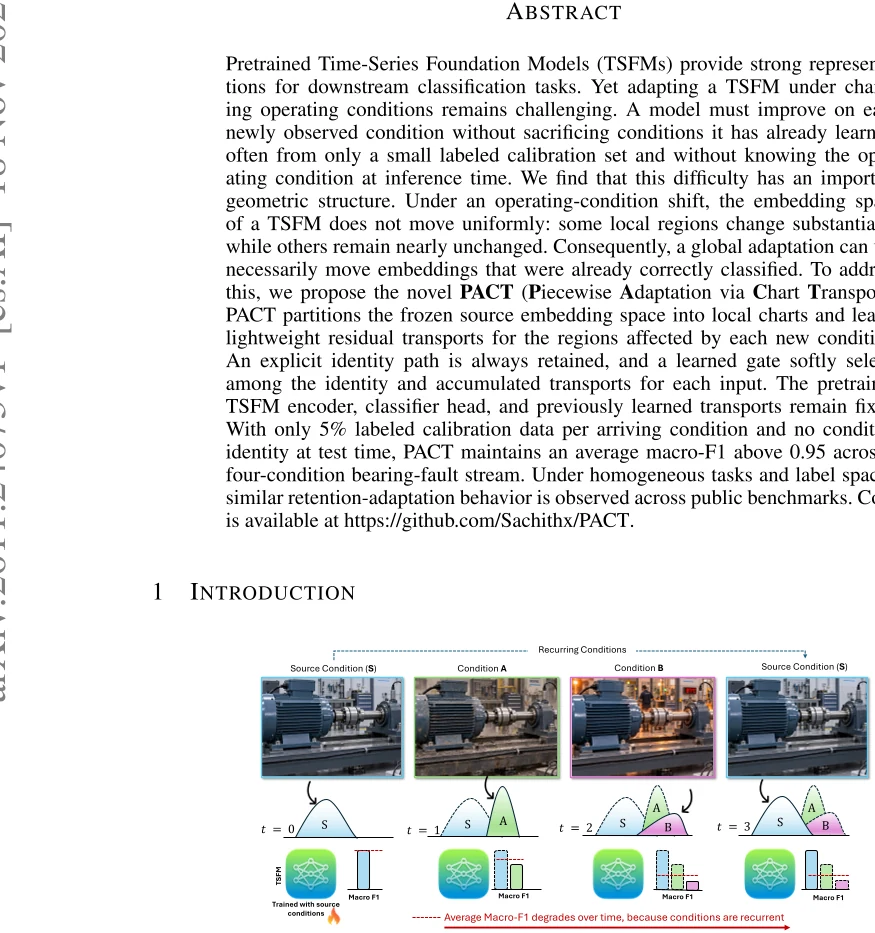 ABSTRACT
Pretrained Time-Series Foundation Models (TSFMs) provide strong represen
tions for downstream classification tasks. Yet adapting a TSFM under chan
ing operating conditions remains challenging. A model must improve on ea
newly observed condition without sacrificing conditions it has already learn
often from only a small labeled calibration set and without knowing the op
ating condition at inference time. We find that this difficulty has an import
geometric structure. Under an operating-condition shift, the embedding spa
of a TSFM does not move uniformly: some local regions change substantia
while others remain nearly unchanged. Consequently, a global adaptation can
necessarily move embeddings that were already correctly classified. To addr
this, we propose the novel PACT (Piecewise Adaptation via Chart Transpo
PACT partitions the frozen source embedding space into local charts and lea
lightweight residual transports for the regions affected by each new conditi
An explicit identity path is always retained, and a learned gate softly sele
among the identity and accumulated transports for each input. The pretrain
TSFM encoder, classifier head, and previously learned transports remain fix
With only 5% labeled calibration data per arriving condition and no condit
identity at test time, PACT maintains an average macro-F1 above 0.95 acros
four-condition bearing-fault stream. Under homogeneous tasks and label spac
similar retention-adaptation behavior is observed across public benchmarks. Co
is available at https://github.com/Sachithx/PACT.
1 INTRODUCTION
Recurring Conditions
Source Condition (S) Condition A Condition B Source Condition (S)
t = 0 S t = 1 S A t = 2 S A B t = 3 S A B
TSFM
Macro F1 Macro F1 Macro F1 Macro F1
Trained with source
conditions
Average Macro-F1 degrades over time, because conditions are recurrent